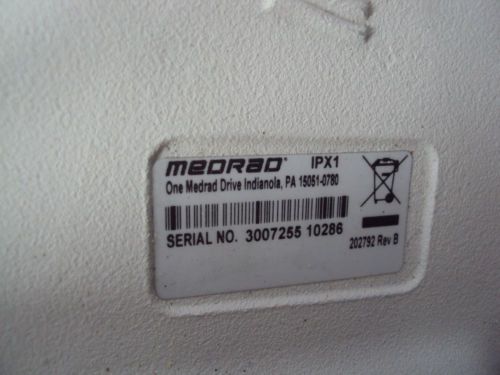 MEDRAD® IPX1
One Medrad Drive Indianola, PA 15051-0780
SERIAL NO. 3007255 10286
202792 Rev B